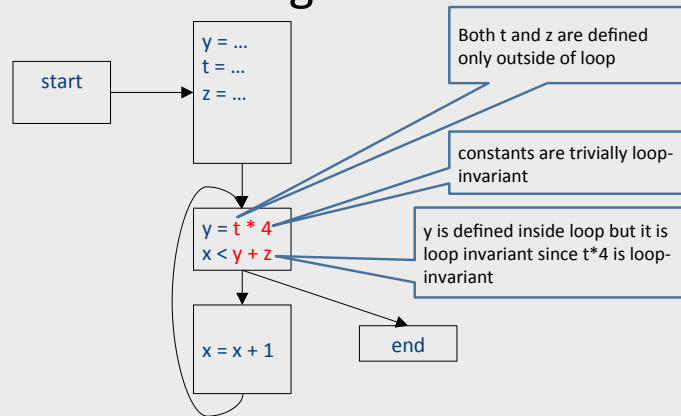 start
y = ...
t = ...
z = ...
Both t and z are defined
only outside of loop
constants are trivially loop-
invariant
y = t * 4
x < y + z
y is defined inside loop but it is
loop invariant since t*4 is loop-
invariant
x = x + 1
end